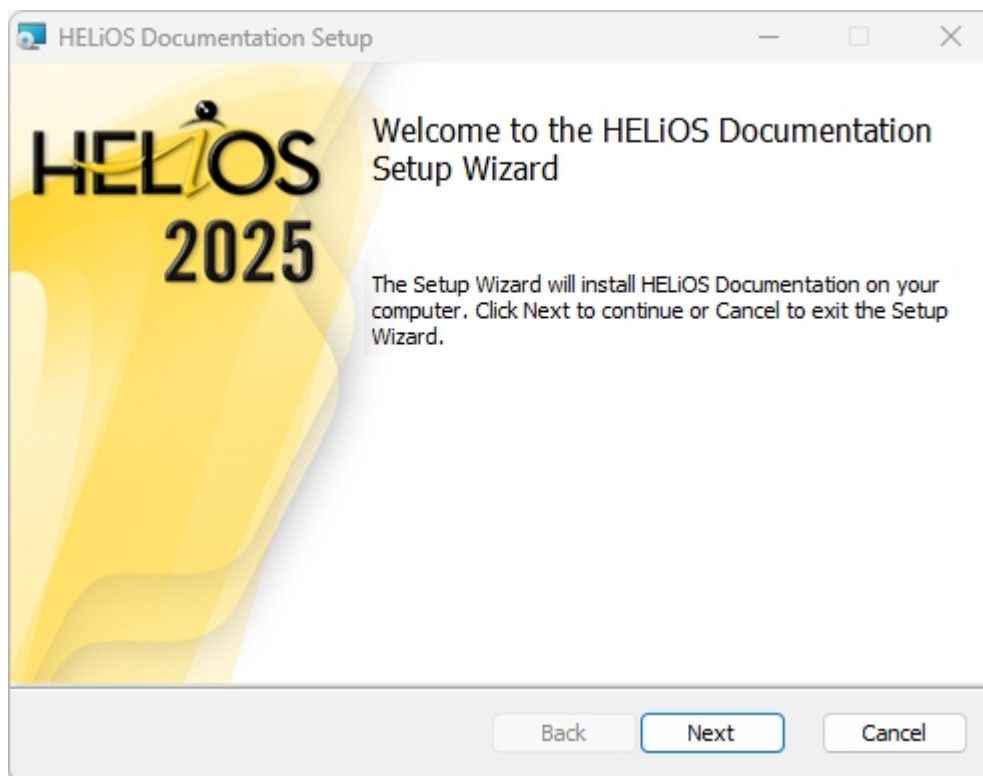 HELiOS Documentation Setup
HELiOS
2025
Welcome to the HELiOS Documentation
Setup Wizard
The Setup Wizard will install HELiOS Documentation on your
computer. Click Next to continue or Cancel to exit the Setup
Wizard.
Back
Next
Cancel